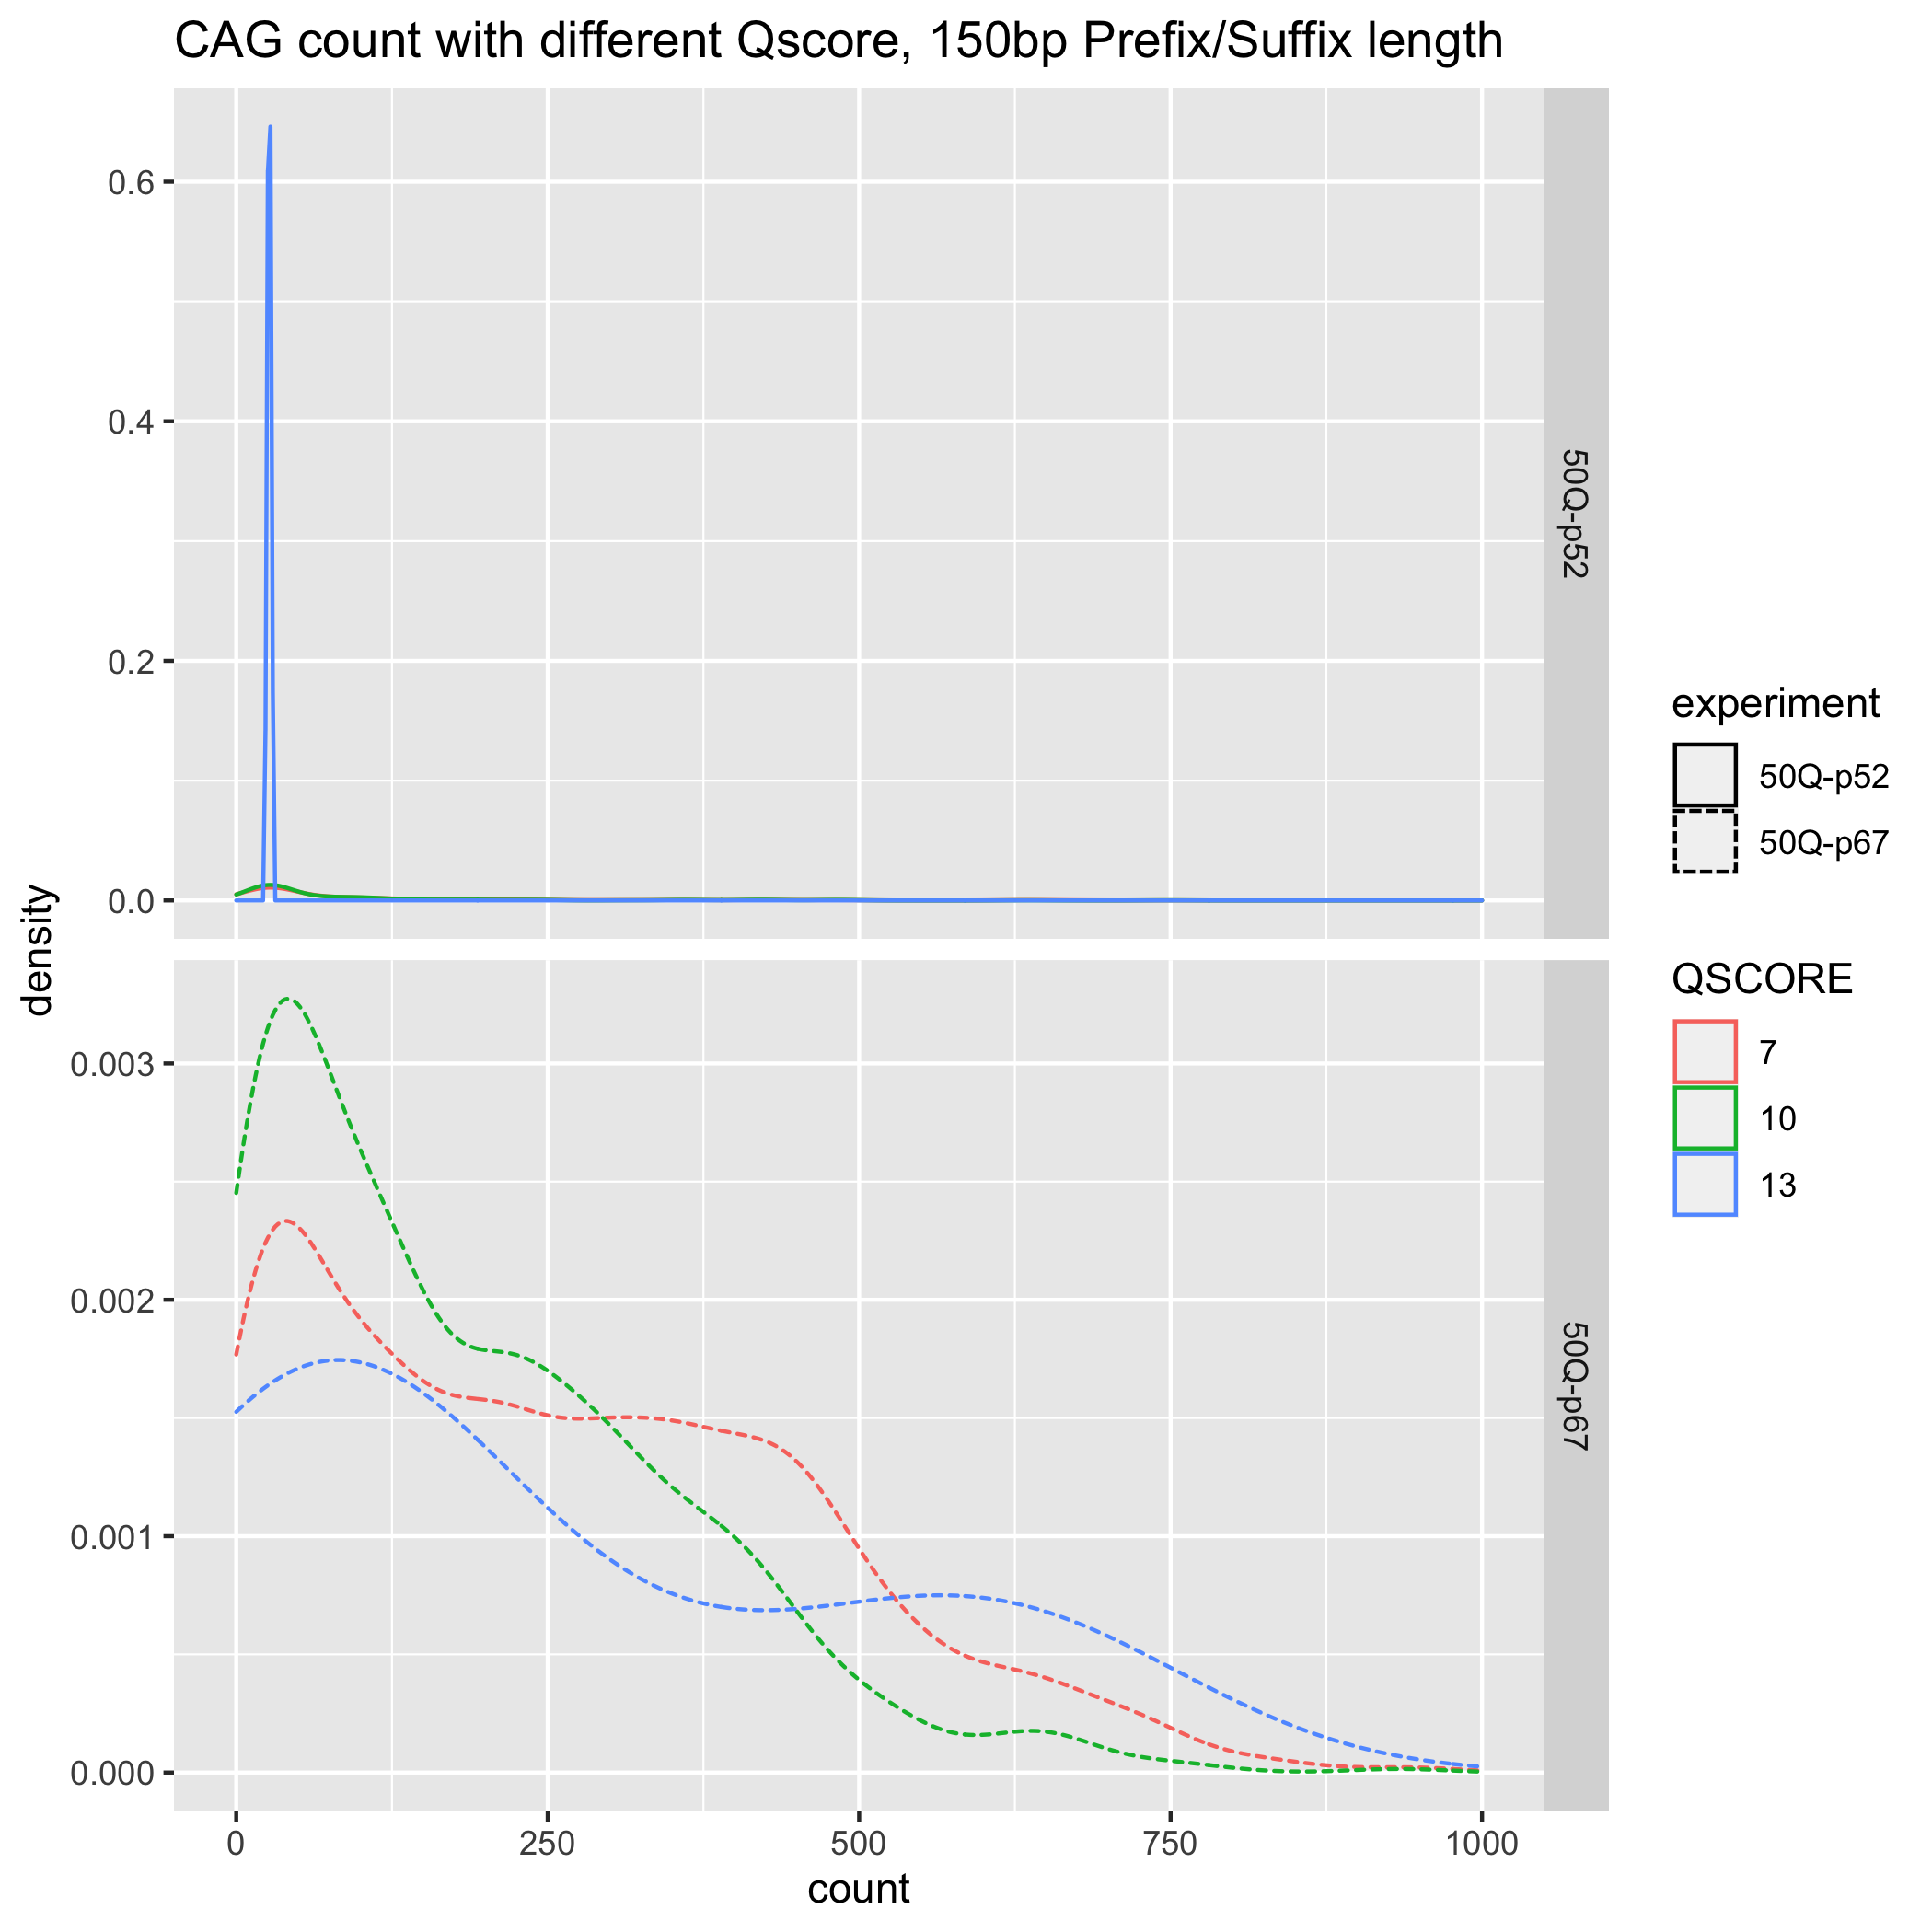 CAG count with different Qscore, 150bp Prefix/Suffix length
density
0.6
0.4
0.2
0.0
50Q-p52
0.003
0.002
0.001
0.000
50Q-p67
0
250
500
750
1000
count
experiment
50Q-p52
50Q-p67
QSCORE
7
10
13